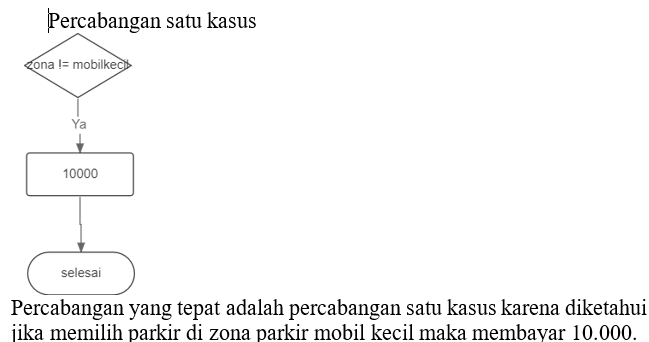 Percabangan satu kasus
zona != mobilkecil
Ya
10000
selesai
Percabangan yang tepat adalah percabangan satu kasus karena diketahui
jika memilih parkir di zona parkir mobil kecil maka membayar 10.000.